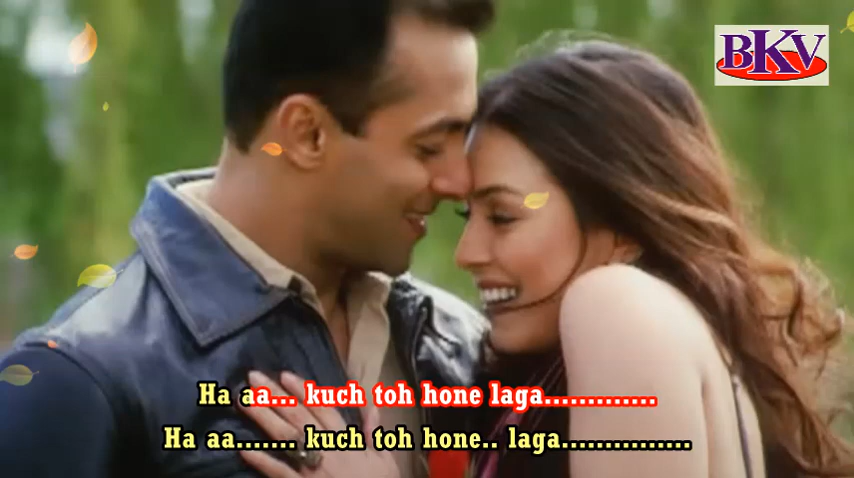 BKV
Ha aa... kuch toh hone laga.............
Ha aa....... kuch toh hone.. laga...............